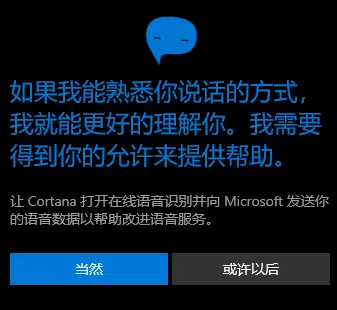 如果我能熟悉你说话的方式，
我就能更好的理解你。我需要
得到你的允许来提供帮助。
让 Cortana 打开在线语音识别并向 Microsoft 发送你
的语音数据以帮助改进语音服务。
当然
或许以后